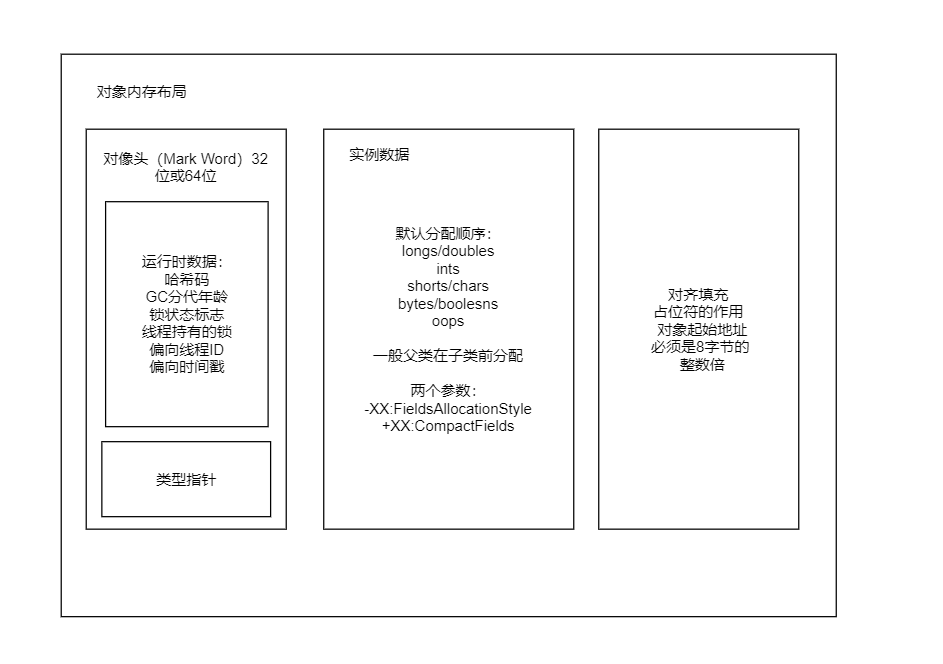 对象内存布局
对像头（Mark Word）32
位或64位
运行时数据：
哈希码
GC分代年龄
锁状态标志
线程持有的锁
偏向线程ID
偏向时间戳
类型指针
实例数据
默认分配顺序：
longs/doubles
ints
shorts/chars
bytes/boolesns
oops
一般父类在子类前分配
两个参数：
-XX:FieldsAllocationStyle
+XX:CompactFields
对齐填充
占位符的作用
对象起始地址
必须是8字节的
整数倍